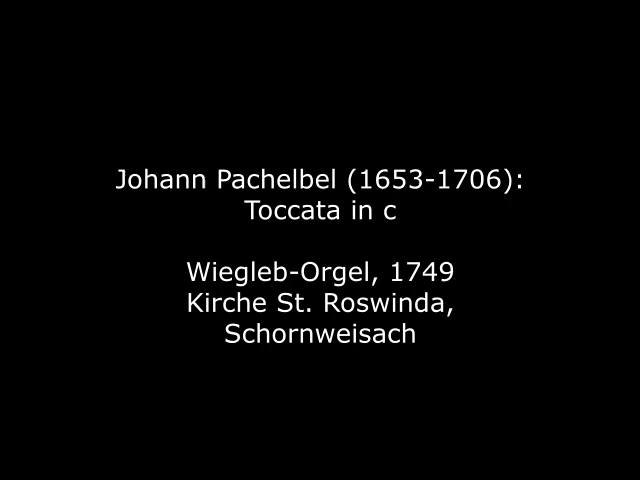 Johann Pachelbel (1653-1706):
Toccata in c
Wiegleb-Orgel, 1749
Kirche St. Roswinda,
Schornweisach